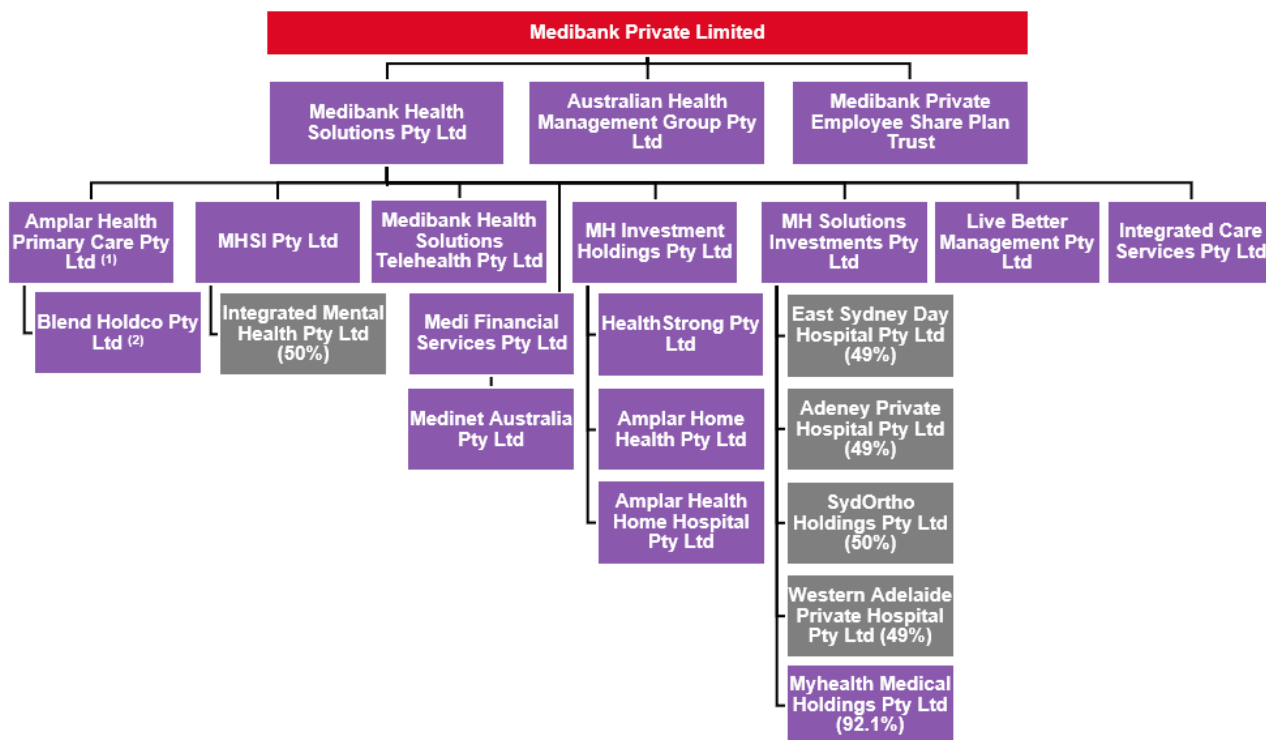 Medibank Private Limited
Medibank Health
Solutions Pty Ltd
Australian Health
Management Group Pty
Ltd
Medibank Private
Employee Share Plan
Trust
Amplar Health
Primary Care Pty
Ltd (1)
MHSI Pty Ltd
Medibank Health
Solutions
Telehealth Pty Ltd
MH Investment
Holdings Pty Ltd
MH Solutions
Investments Pty
Ltd
Live Better
Management Pty
Ltd
Integrated Care
Services Pty Ltd
Blend Holdco Pty
Ltd (2)
Integrated Mental
Health Pty Ltd
(50%)
Medi Financial
Services Pty Ltd
HealthStrong Pty
Ltd
East Sydney Day
Hospital Pty Ltd
(49%)
Medinet Australia
Pty Ltd
Amplar Home
Health Pty Ltd
Adeney Private
Hospital Pty Ltd
(49%)
Amplar Health
Home Hospital
Pty Ltd
SydOrtho
Holdings Pty Ltd
(50%)
Western Adelaide
Private Hospital
Pty Ltd (49%)
Myhealth Medical
Holdings Pty Ltd
(92.1%)